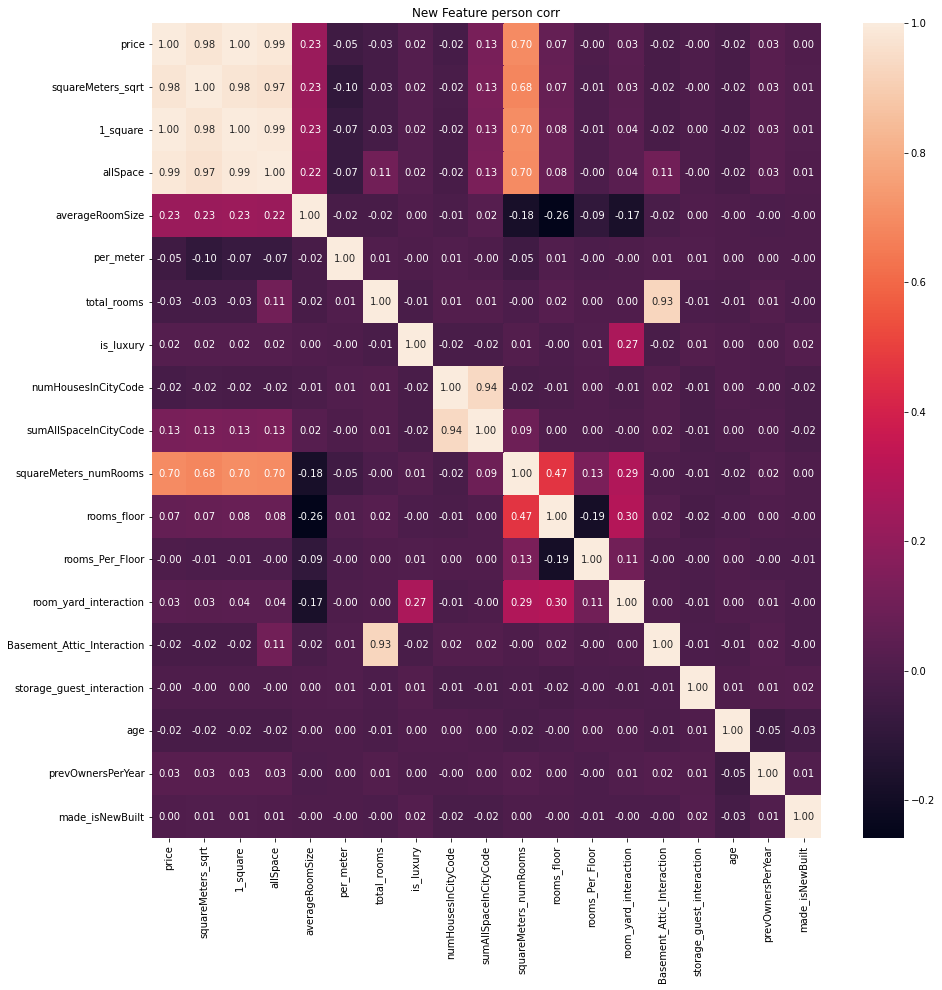 New Feature person corr
price 1.00 0.98 1.00 0.99 0.23 -0.05 -0.03 0.02 -0.02 0.13 0.70 0.07 -0.00 0.03 -0.02 -0.00 -0.02 0.03 0.00
squareMeters_sqrt 0.98 1.00 0.98 0.97 0.23 -0.10 -0.03 0.02 -0.02 0.13 0.68 0.07 -0.01 0.03 -0.02 -0.00 -0.02 0.03 0.01
1_square 1.00 0.98 1.00 0.99 0.23 -0.07 -0.03 0.02 -0.02 0.13 0.70 0.08 -0.01 0.04 -0.02 0.00 -0.02 0.03 0.01
allSpace 0.99 0.97 0.99 1.00 0.22 -0.07 0.11 0.02 -0.02 0.13 0.70 0.08 -0.00 0.04 0.11 -0.00 -0.02 0.03 0.01
averageRoomSize 0.23 0.23 0.23 0.22 1.00 -0.02 -0.02 0.00 -0.01 0.02 -0.18 -0.26 -0.09 -0.17 -0.02 0.00 -0.00 -0.00 0.00
per_meter -0.05 -0.10 -0.07 -0.07 -0.02 1.00 0.01 -0.00 0.01 -0.00 -0.05 0.01 -0.00 -0.00 0.01 0.01 0.00 0.00 -0.00
total_rooms -0.03 -0.03 -0.03 0.11 -0.02 0.01 1.00 -0.01 0.01 0.01 -0.00 0.02 0.00 0.00 0.93 -0.01 -0.01 0.01 -0.00
is_luxury 0.02 0.02 0.02 0.02 0.00 -0.00 -0.01 1.00 -0.02 -0.02 0.01 -0.00 0.01 0.27 -0.02 0.01 0.00 0.00 0.02
numHousesInCityCode -0.02 -0.02 -0.02 -0.02 -0.01 0.01 0.01 -0.02 1.00 0.94 -0.02 -0.01 0.00 -0.01 0.02 -0.01 0.00 -0.00 -0.02
sumAllSpaceInCityCode 0.13 0.13 0.13 0.13 0.02 -0.00 0.01 -0.02 0.94 1.00 0.09 0.00 0.00 -0.00 0.02 -0.01 0.00 0.00 -0.02
squareMeters_numRooms 0.70 0.68 0.70 0.70 -0.18 -0.05 -0.00 0.01 -0.02 0.09 1.00 0.47 0.13 0.29 -0.00 -0.01 -0.02 0.02 0.00
rooms_floor 0.07 0.07 0.08 0.08 -0.26 0.01 0.02 -0.00 -0.01 0.00 0.47 1.00 -0.19 0.30 0.02 -0.02 -0.00 0.00 -0.00
rooms_Per_Floor -0.00 -0.01 -0.01 -0.00 -0.09 -0.00 0.00 0.01 0.00 0.00 0.13 -0.19 1.00 0.11 -0.00 -0.00 0.00 -0.00 -0.01
room_yard_interaction 0.03 0.03 0.04 0.04 -0.17 -0.00 0.00 0.27 -0.01 -0.00 0.29 0.30 0.11 1.00 0.00 -0.01 0.00 0.01 -0.00
Basement_Attic_Interaction -0.02 -0.02 -0.02 0.11 -0.02 0.01 0.93 -0.02 0.02 0.02 -0.00 0.02 -0.00 0.00 1.00 -0.01 -0.01 0.02 -0.00
storage_guest_interaction -0.00 -0.00 0.00 -0.00 0.00 0.01 -0.01 0.01 -0.01 -0.01 -0.01 -0.02 -0.00 -0.01 -0.01 1.00 0.01 0.01 0.02
age -0.02 -0.02 -0.02 -0.02 -0.00 0.00 -0.01 0.00 0.00 0.00 -0.02 -0.00 0.00 0.00 -0.01 0.01 1.00 -0.05 -0.03
prevOwnersPerYear 0.03 0.03 0.03 0.03 -0.00 0.00 0.01 0.00 -0.00 0.00 0.02 0.00 -0.00 0.01 0.02 0.01 -0.05 1.00 0.01
made_isNewBuilt 0.00 0.01 0.01 0.01 0.00 -0.00 -0.00 0.02 -0.02 -0.02 0.00 -0.00 -0.01 -0.00 -0.00 0.02 -0.03 0.01 1.00
price
squareMeters_sqrt
1_square
allSpace
averageRoomSize
per_meter
total_rooms
is_luxury
numHousesInCityCode
sumAllSpaceInCityCode
squareMeters_numRooms
rooms_floor
rooms_Per_Floor
room_yard_interaction
Basement_Attic_Interaction
storage_guest_interaction
age
prevOwnersPerYear
made_isNewBuilt
1.0
0.8
0.6
0.4
0.2
0.0
−0.2